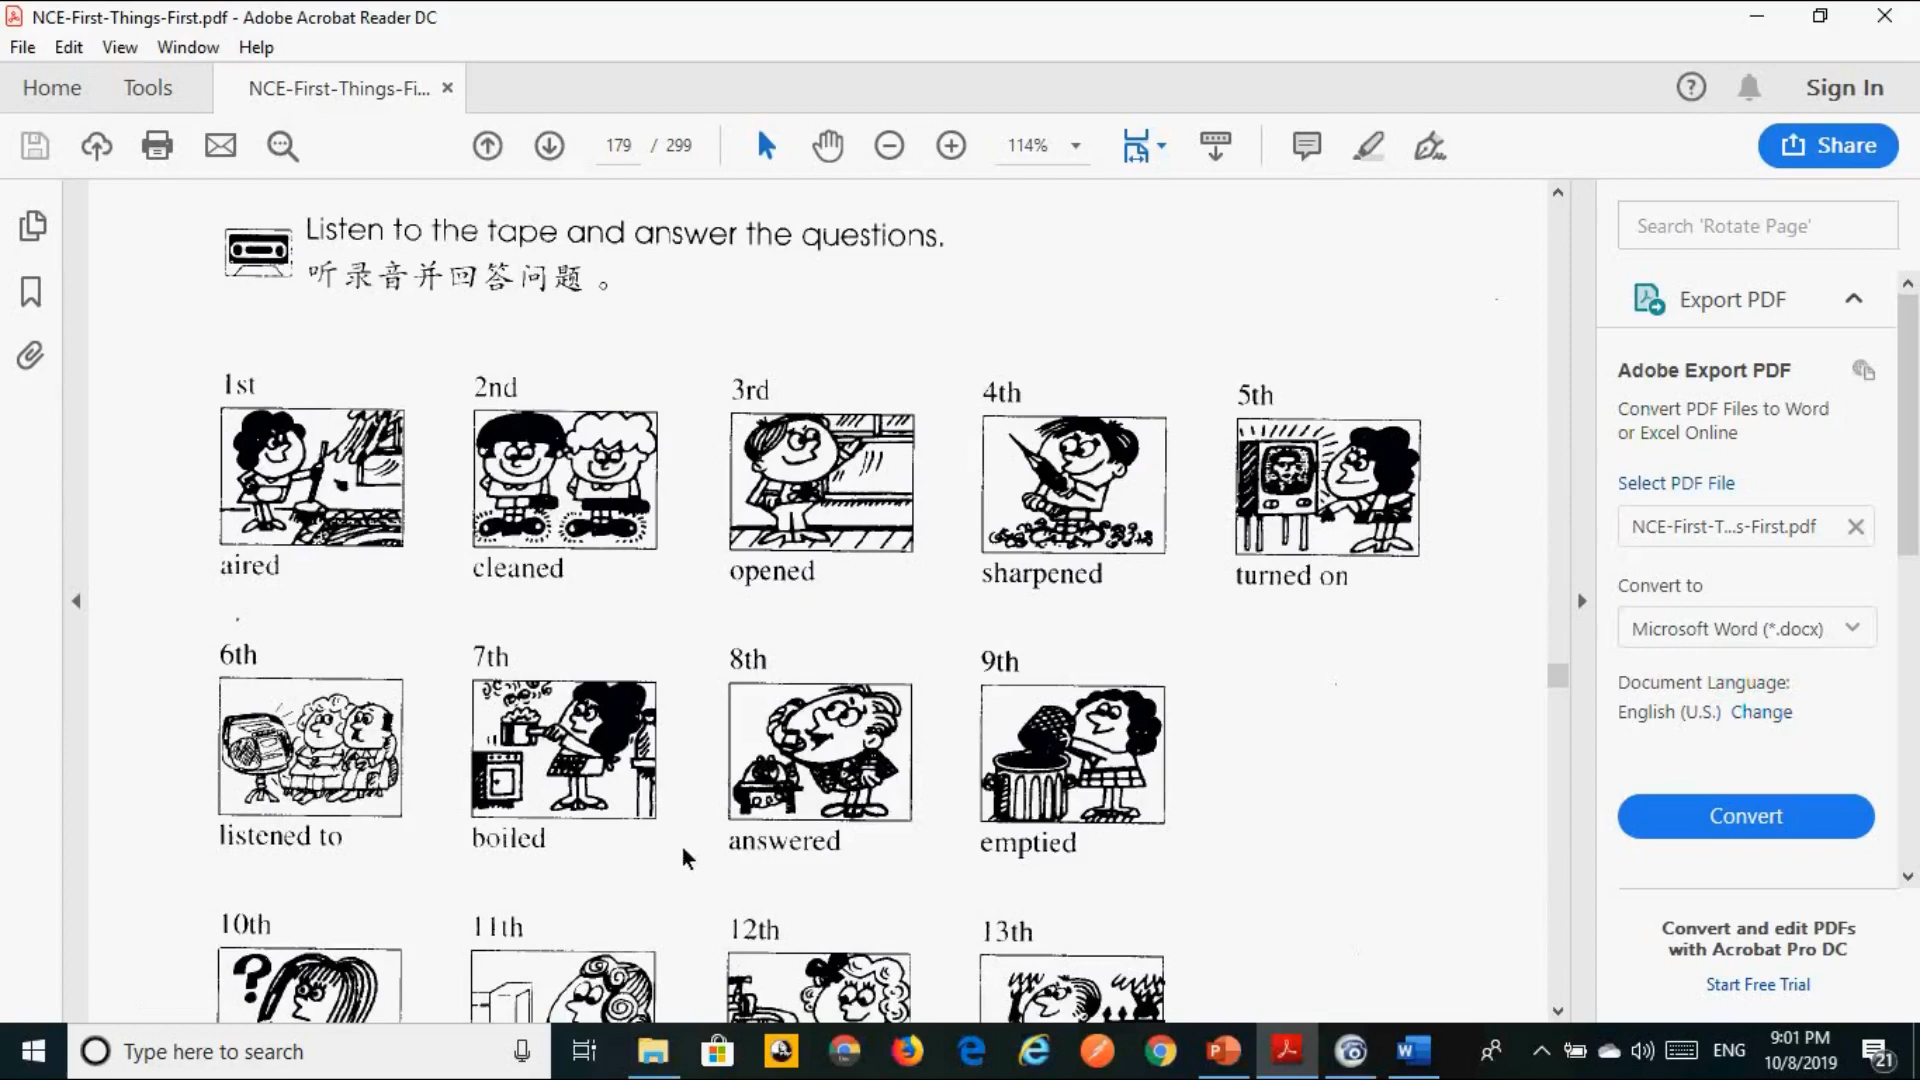 NCE-First-Things-First.pdf - Adobe Acrobat Reader DC
File Edit View Window Help
Home Tools NCE-First-Things-Fi... Sign In
179 / 299 114% Share
Listen to the tape and answer the questions.
听录音并回答问题。
1st 2nd 3rd 4th 5th
aired cleaned opened sharpened turned on
6th 7th 8th 9th
listened to boiled answered emptied
10th 11th 12th 13th
?
Search 'Rotate Page'
Export PDF
Adobe Export PDF
Convert PDF Files to Word
or Excel Online
Select PDF File
NCE-First-T...s-First.pdf
Convert to
Microsoft Word (*.docx)
Document Language:
English (U.S.) Change
Convert
Convert and edit PDFs
with Acrobat Pro DC
Start Free Trial
Type here to search
ENG
9:01 PM
10/8/2019
21